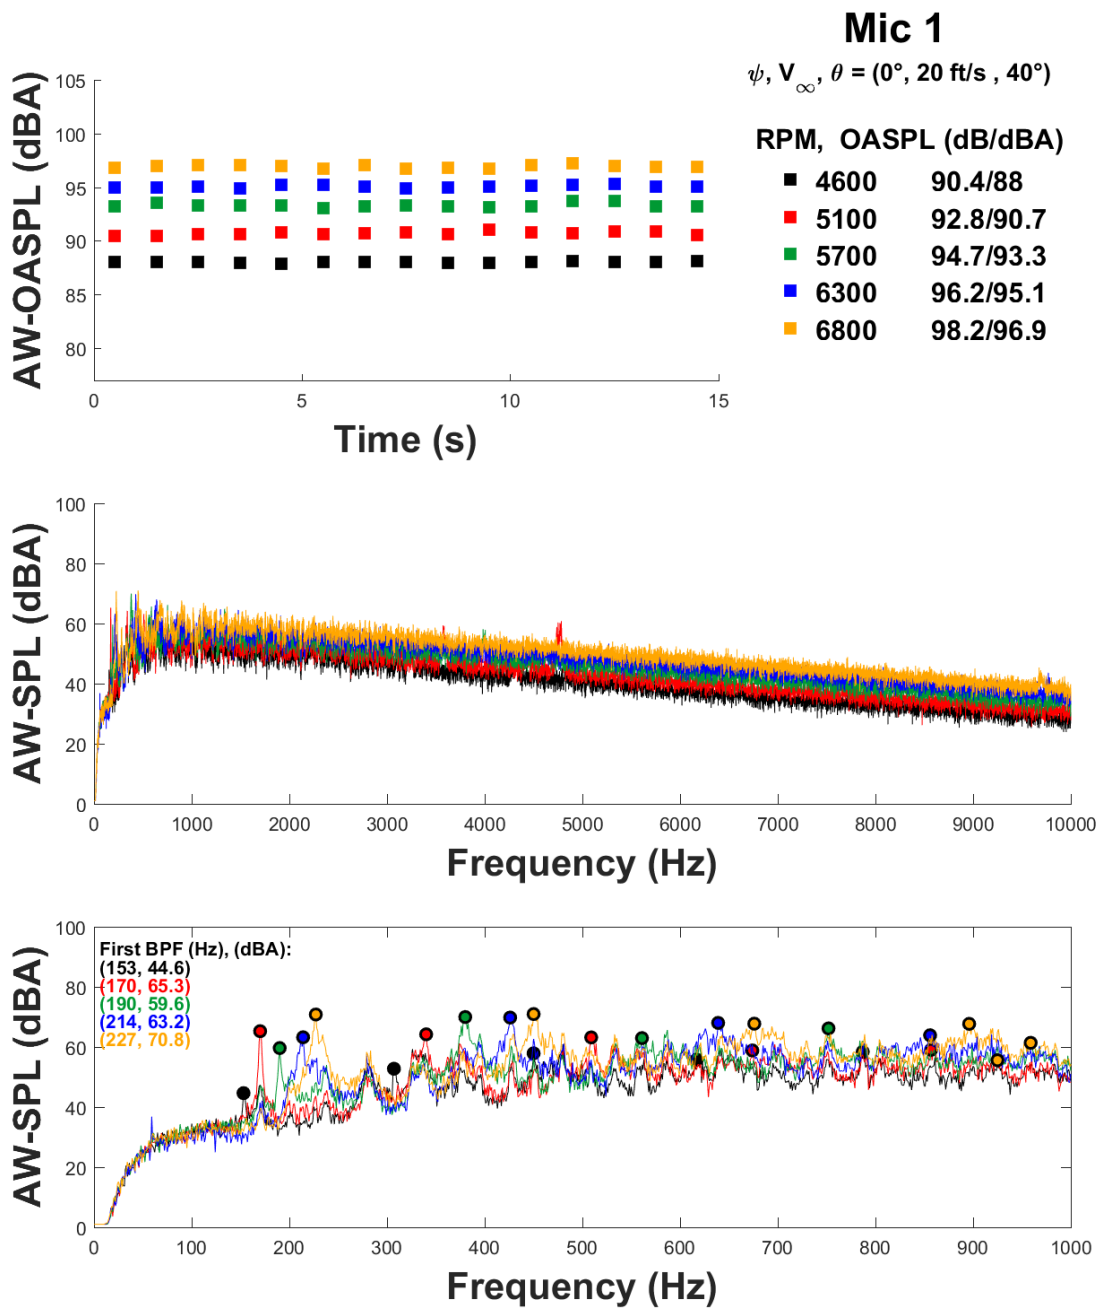 Mic 1
ψ, V∞, θ = (0°, 20 ft/s , 40°)
RPM, OASPL (dB/dBA)
4600 90.4/88
5100 92.8/90.7
5700 94.7/93.3
6300 96.2/95.1
6800 98.2/96.9
AW-OASPL (dBA)
105
100
95
90
85
80
0 5 10 15
Time (s)
AW-SPL (dBA)
100
80
60
40
20
0
0 1000 2000 3000 4000 5000 6000 7000 8000 9000 10000
Frequency (Hz)
AW-SPL (dBA)
100
80
60
40
20
0
First BPF (Hz), (dBA):
(153, 44.6)
(170, 65.3)
(190, 59.6)
(214, 63.2)
(227, 70.8)
0 100 200 300 400 500 600 700 800 900 1000
Frequency (Hz)